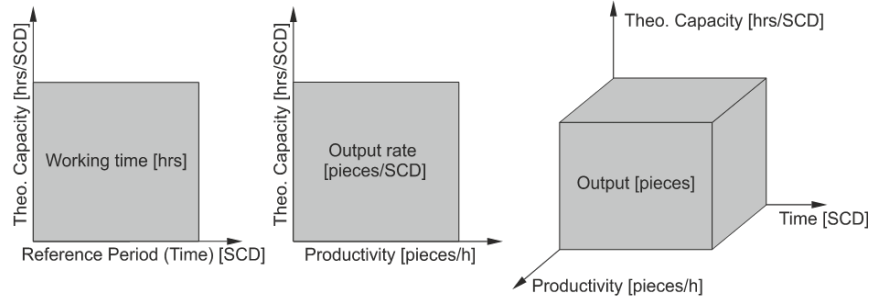 Theo. Capacity [hrs/SCD]
Working time [hrs]
Reference Period (Time) [SCD]
Theo. Capacity [hrs/SCD]
Output rate
[pieces/SCD]
Productivity [pieces/h]
Theo. Capacity [hrs/SCD]
Output [pieces]
Time [SCD]
Productivity [pieces/h]